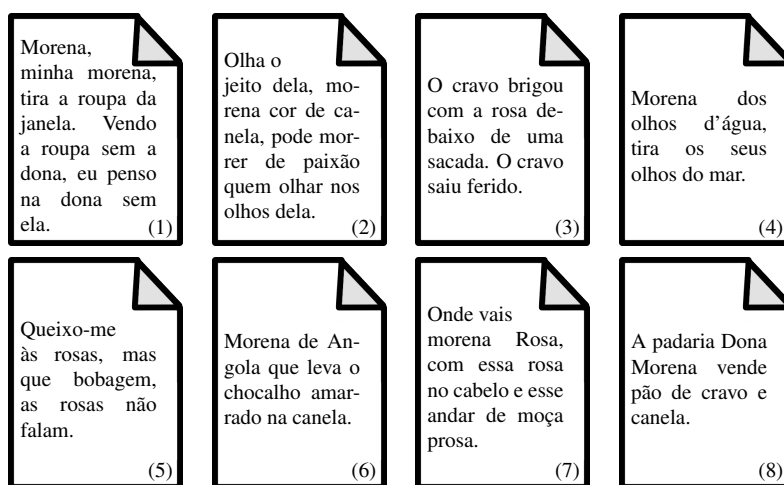 Morena,
minha morena,
tira a roupa da
janela. Vendo
a roupa sem a
dona, eu penso
na dona sem
ela.
(1)
Olha o
jeito dela, mo-
rena cor de ca-
nela, pode mor-
rer de paixão
quem olhar nos
olhos dela.
(2)
O cravo brigou
com a rosa de-
baixo de uma
sacada. O cravo
saiu ferido.
(3)
Morena dos
olhos d'água,
tira os seus
olhos do mar.
(4)
Queixo-me
às rosas, mas
que bobagem,
as rosas não
falam.
(5)
Morena de An-
gola que leva o
chocalho amar-
rado na canela.
(6)
Onde vais
morena Rosa,
com essa rosa
no cabelo e esse
andar de moça
prosa.
(7)
A padaria Dona
Morena vende
pão de cravo e
canela.
(8)